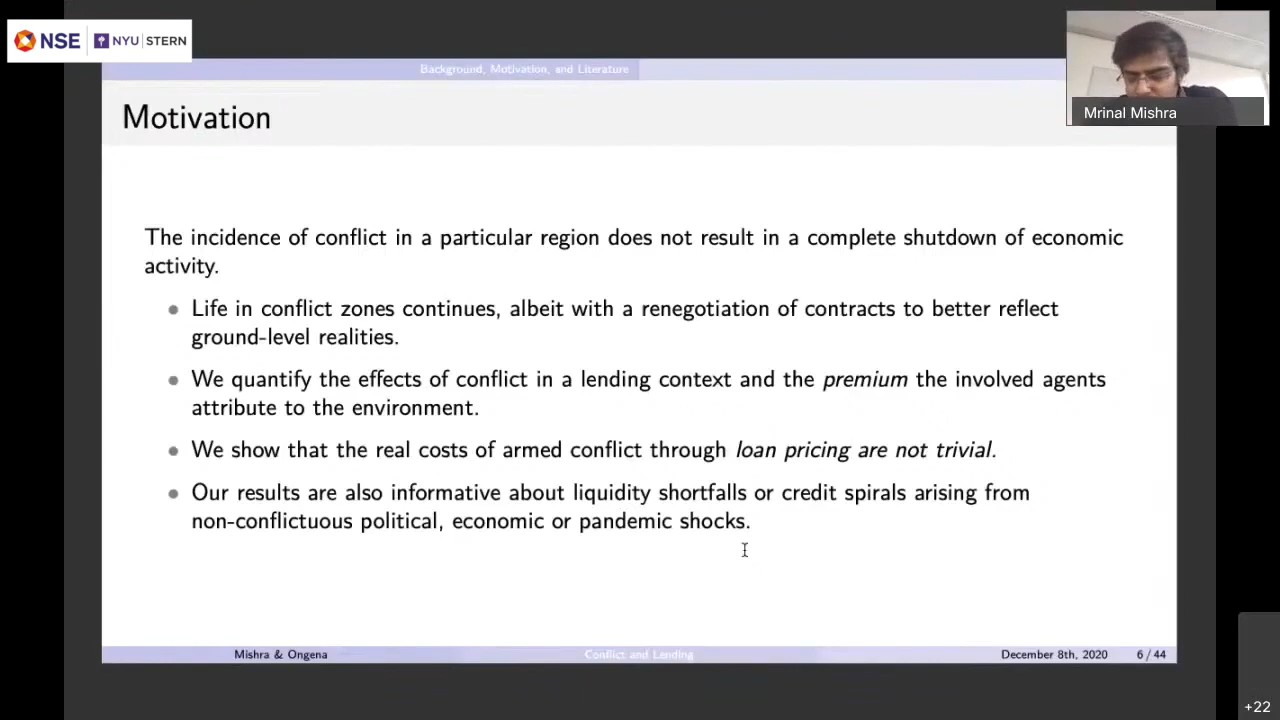 NSE NYU STERN
Background, Motivation, and Literature
Mrinal Mishra
Motivation
The incidence of conflict in a particular region does not result in a complete shutdown of economic
activity.
Life in conflict zones continues, albeit with a renegotiation of contracts to better reflect
ground-level realities.
We quantify the effects of conflict in a lending context and the premium the involved agents
attribute to the environment.
We show that the real costs of armed conflict through loan pricing are not trivial.
Our results are also informative about liquidity shortfalls or credit spirals arising from
non-conflictuous political, economic or pandemic shocks.
Mishra & Ongena Conflict and Lending December 8th, 2020 6 / 44
+22